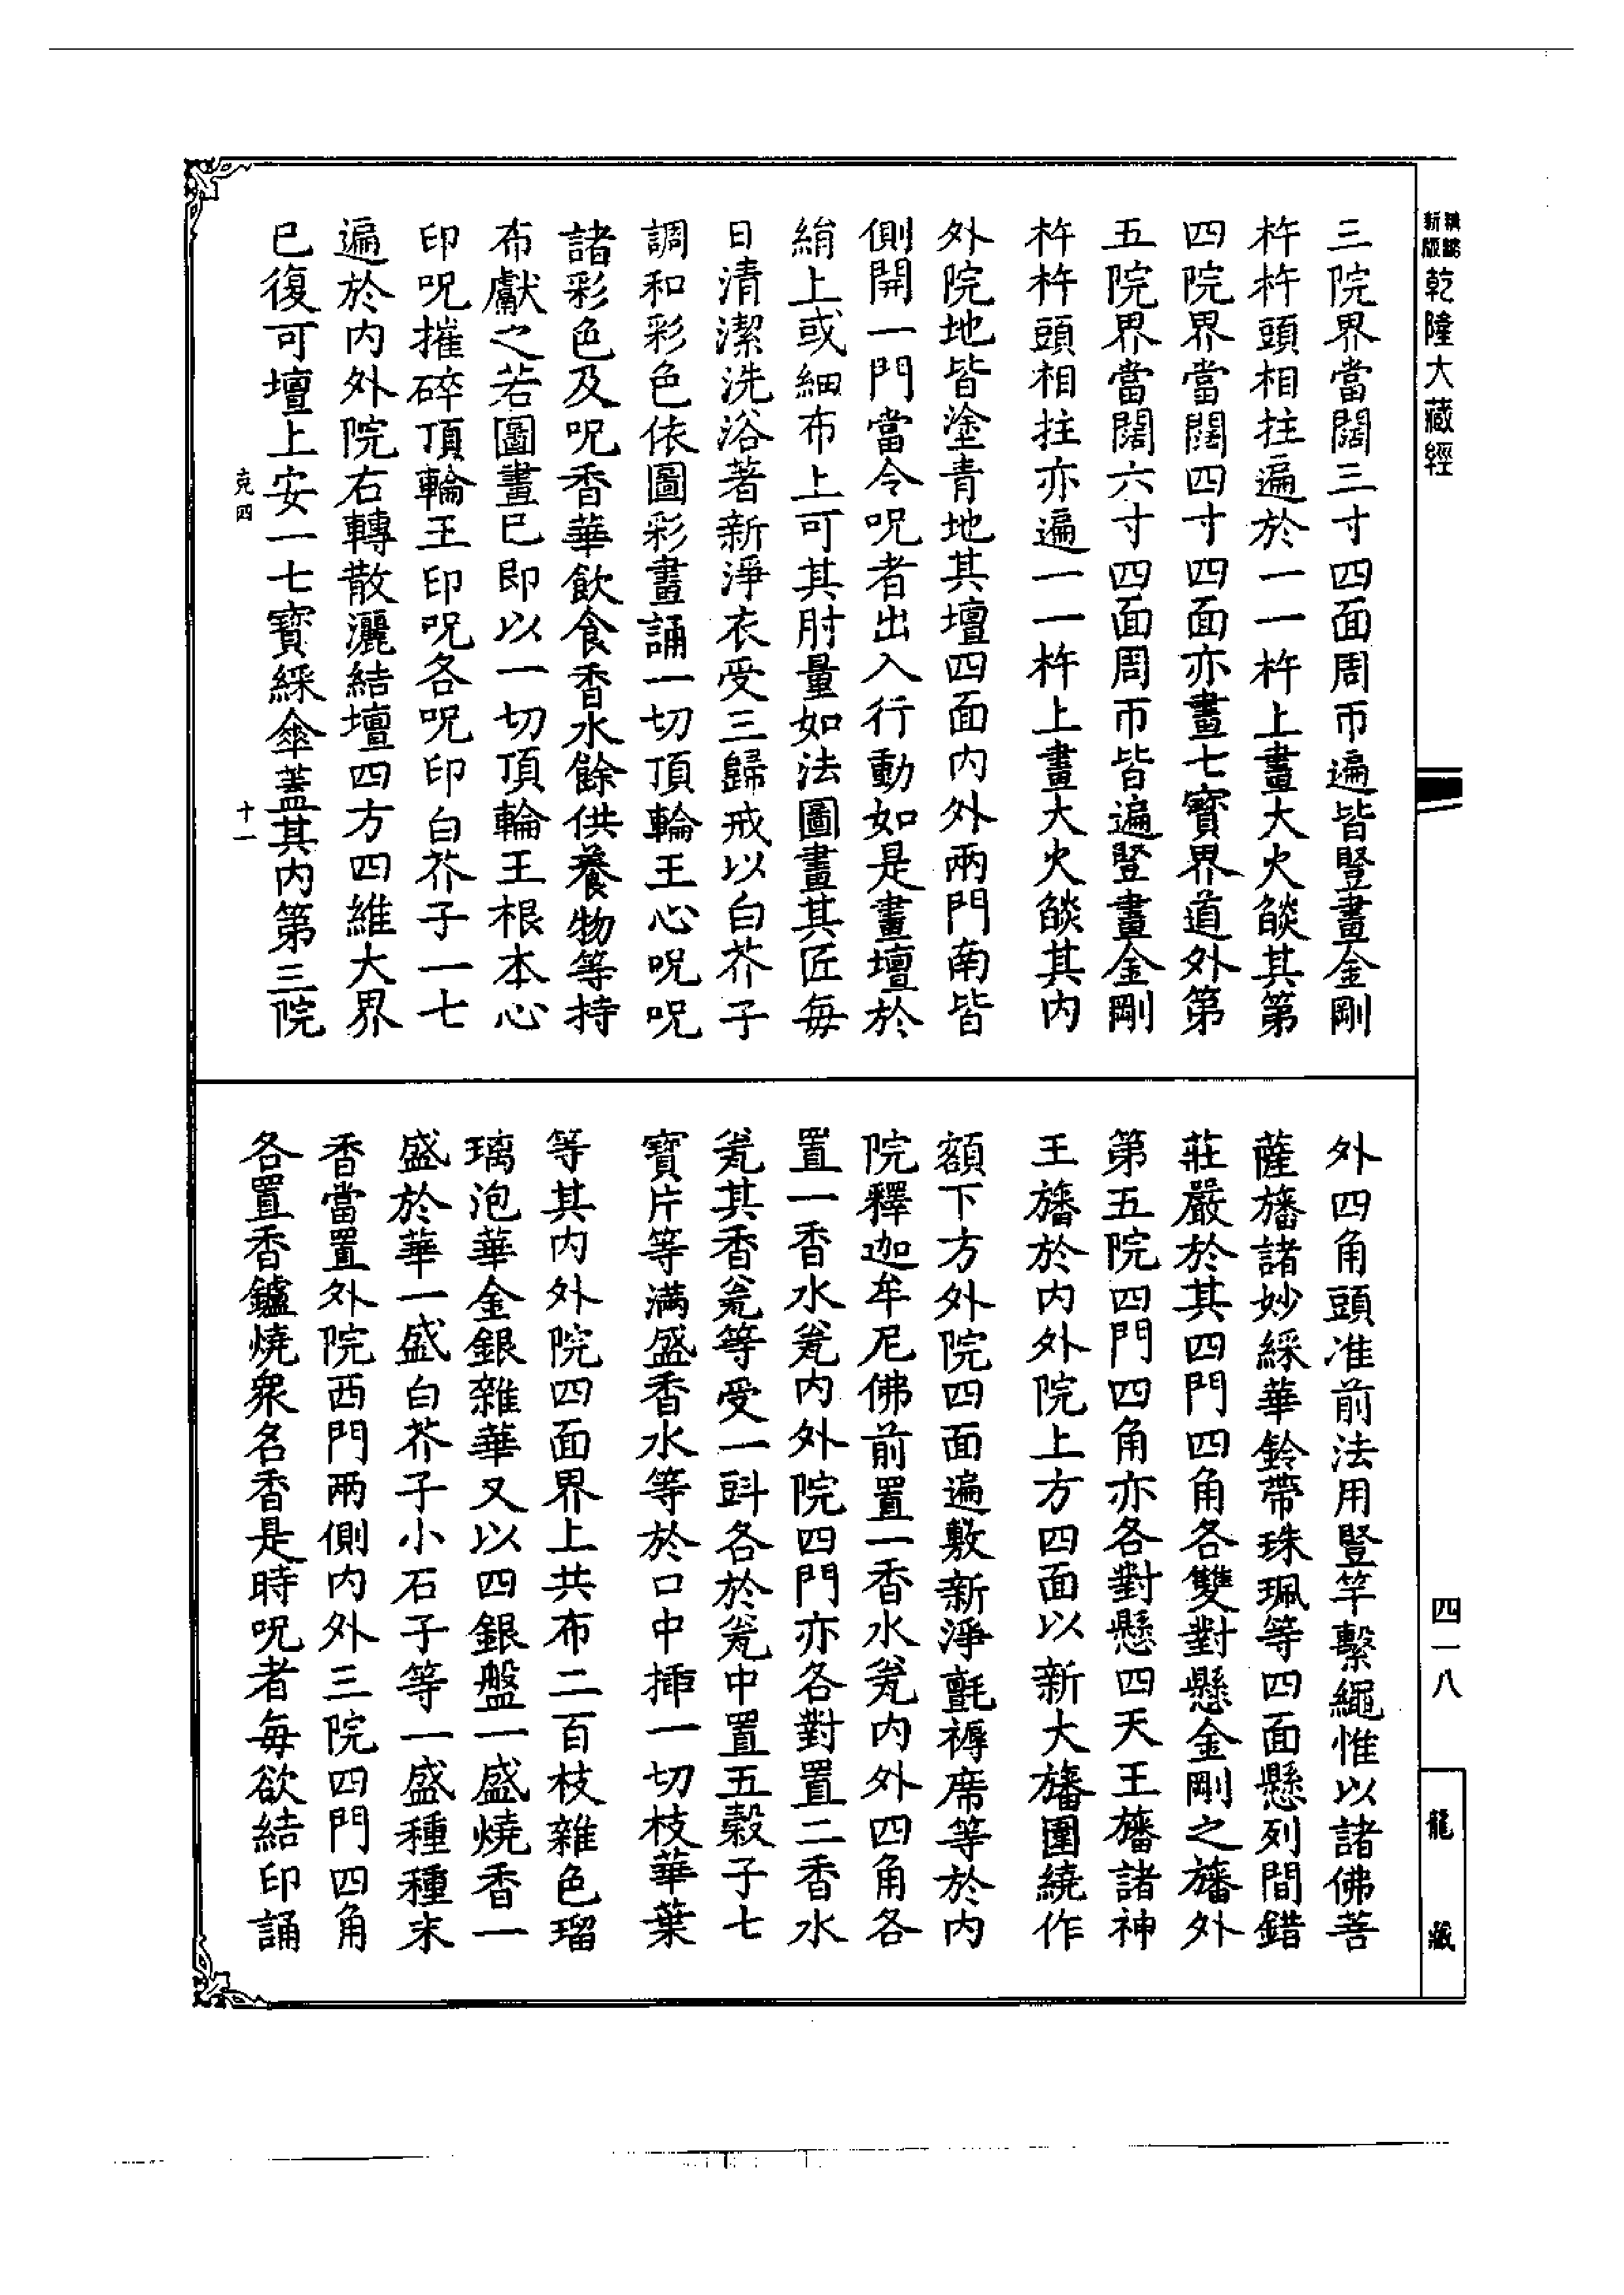 新版
乾隆大藏經
三院界當闊三寸四面周帀遍皆豎畫金剛
杵杵頭相拄遍於一一杵上畫大火𦦨其第
四院界當闊四寸四面亦畫七寶界道外第
五院界當闊六寸四面周帀皆遍豎畫金剛
杵杵頭相拄亦遍一一杵上畫大火𦦨其內
外院地皆塗青地其壇四面內外兩門南皆
側開一門當令呪者出入行動如是畫壇於
絹上或細布上可其肘量如法圖畫其匠每
日清潔洗浴著新淨衣受三歸戒以白芥子
調和彩色依圖彩畫誦一切頂輪王心呪呪
諸彩色及呪香華飲食香水餘供養物等持
布獻之若圖畫已即以一切頂輪王根本心
印呪摧碎頂輪王印呪各呪印白芥子一七
遍於內外院右轉散灑結壇四方四維大界
已復可壇上安一七寶綵傘蓋其內第三院
克四
十一
外四角頭准前法用豎竿繫繩惟以諸佛菩
薩旛諸妙綵華鈴帶珠珮等四面懸列間錯
莊嚴於其四門四角各雙對懸金剛之旛外
第五院四門四角亦各對懸四天王旛諸神
王旛於內外院上方四面以新大旛圍繞作
額下方外院四面遍敷新淨氈褥席等於內
院釋迦牟尼佛前置一香水瓮內外四角各
置一香水瓮內外院四門亦各對置二香水
瓮其香瓮等受一㪷各於瓮中置五穀子七
寶片等滿盛香水等於口中揷一切枝華葉
等其內外院四面界上共布二百枝雜色瑠
璃泡華金銀雜華又以四銀盤一盛燒香一
盛於華一盛白芥子小石子等一盛種種末
香當置外院西門兩側內外三院四門四角
各置香鑪燒衆名香是時呪者每欲結印誦
四一八
龍藏